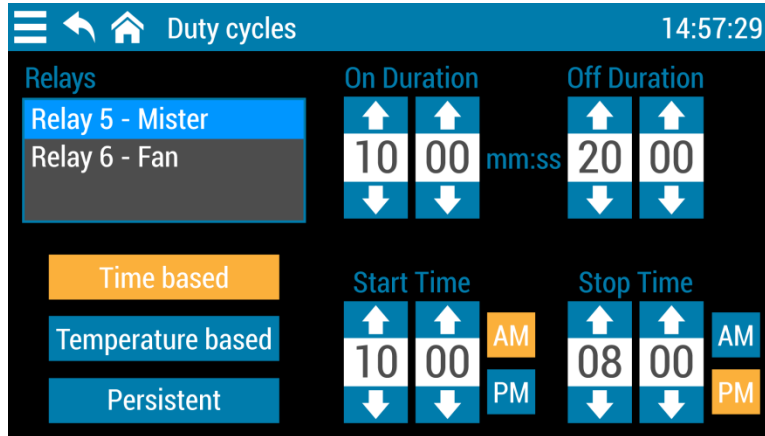 Duty cycles 14:57:29
Relays On Duration Off Duration
Relay 5 - Mister
Relay 6 - Fan
10 00 mm:ss 20 00
Time based
Temperature based
Persistent
Start Time Stop Time
10 00 AM PM 08 00 AM PM